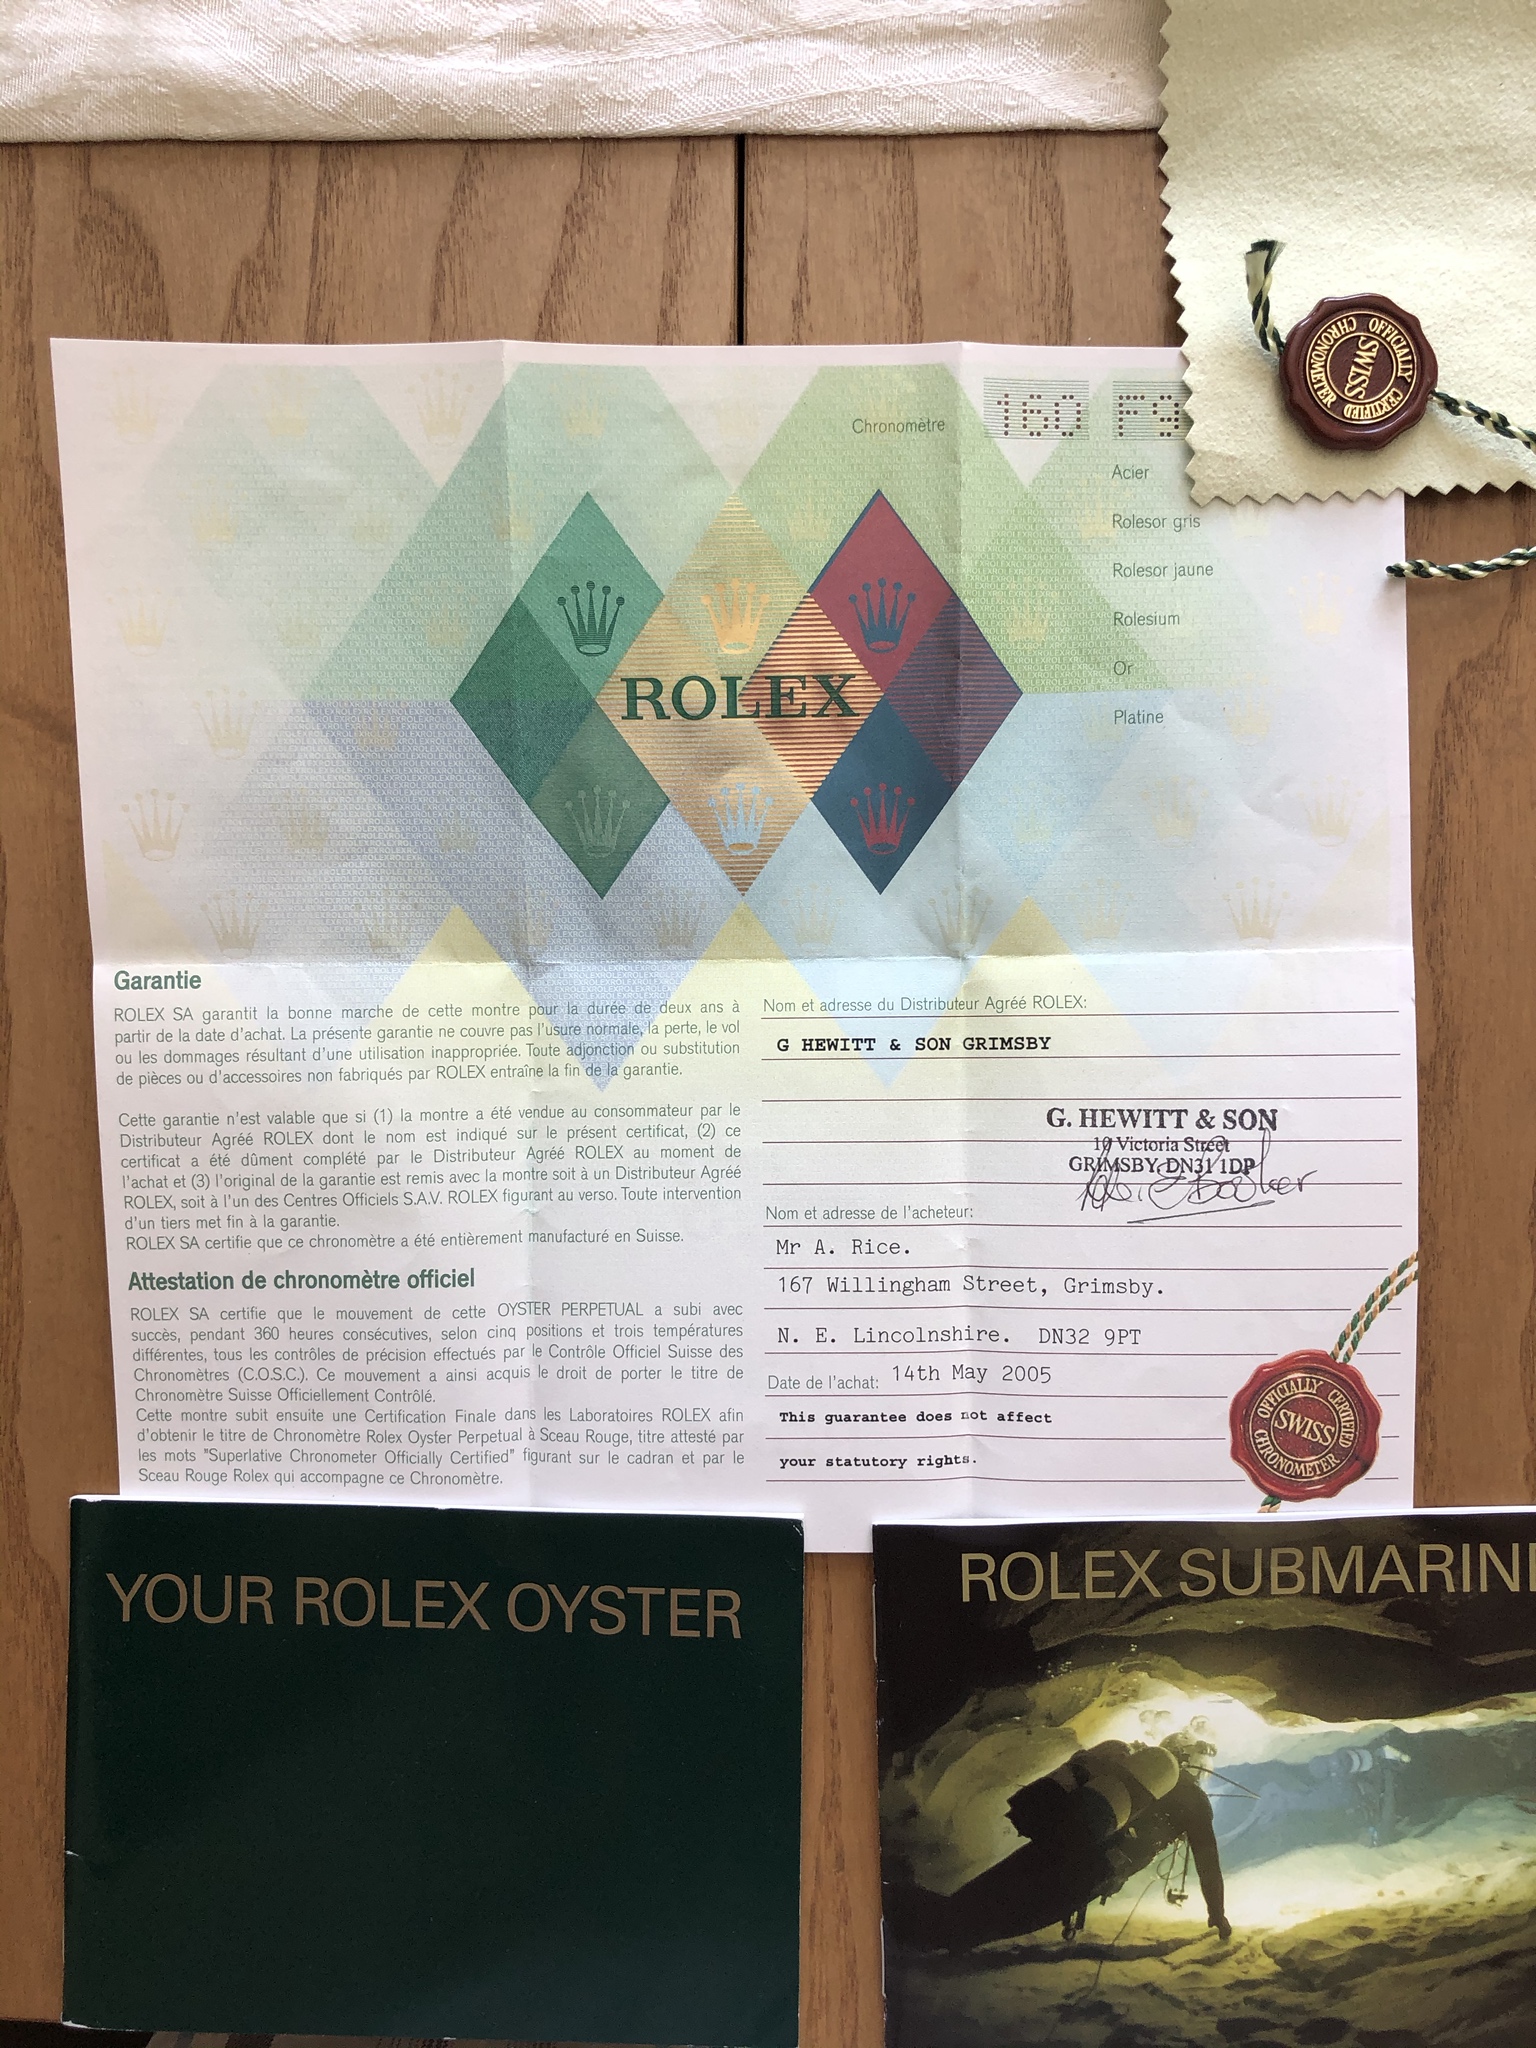 OFFICIALLY CERTIFIED
SWISS
CHRONOMETER
Chronomètre
160 F9
Acier
Rolesor gris
Rolesor jaune
Rolesium
Or
Platine
ROLEX
Garantie
ROLEX SA garantit la bonne marche de cette montre pour la durée de deux ans à
partir de la date d'achat. La présente garantie ne couvre pas l'usure normale, la perte, le vol
ou les dommages résultant d'une utilisation inappropriée. Toute adjonction ou substitution
de pièces ou d'accessoires non fabriqués par ROLEX entraîne la fin de la garantie.
Cette garantie n'est valable que si (1) la montre a été vendue au consommateur par le
Distributeur Agréé ROLEX dont le nom est indiqué sur le présent certificat, (2) ce
certificat a été dûment complété par le Distributeur Agréé ROLEX au moment de
l'achat et (3) l'original de la garantie est remis avec la montre soit à un Distributeur Agréé
ROLEX, soit à l'un des Centres Officiels S.A.V. ROLEX figurant au verso. Toute intervention
d'un tiers met fin à la garantie.
ROLEX SA certifie que ce chronomètre a été entièrement manufacturé en Suisse.
Attestation de chronomètre officiel
ROLEX SA certifie que le mouvement de cette OYSTER PERPETUAL a subi avec
succès, pendant 360 heures consécutives, selon cinq positions et trois températures
différentes, tous les contrôles de précision effectués par le Contrôle Officiel Suisse des
Chronomètres (C.O.S.C.). Ce mouvement a ainsi acquis le droit de porter le titre de
Chronomètre Suisse Officiellement Contrôlé.
Cette montre subit ensuite une Certification Finale dans les Laboratoires ROLEX afin
d'obtenir le titre de Chronomètre Rolex Oyster Perpetual à Sceau Rouge, titre attesté par
les mots "Superlative Chronometer Officially Certified" figurant sur le cadran et par le
Sceau Rouge Rolex qui accompagne ce Chronomètre.
Nom et adresse du Distributeur Agréé ROLEX:
G HEWITT & SON GRIMSBY
G. HEWITT & SON
10 Victoria Street
GRIMSBY, DN31 1DP
Nom et adresse de l'acheteur:
Mr A. Rice.
167 Willingham Street, Grimsby.
N. E. Lincolnshire. DN32 9PT
Date de l'achat: 14th May 2005
This guarantee does not affect
your statutory rights.
OFFICIALLY CERTIFIED
SWISS
CHRONOMETER
YOUR ROLEX OYSTER
ROLEX SUBMARIN